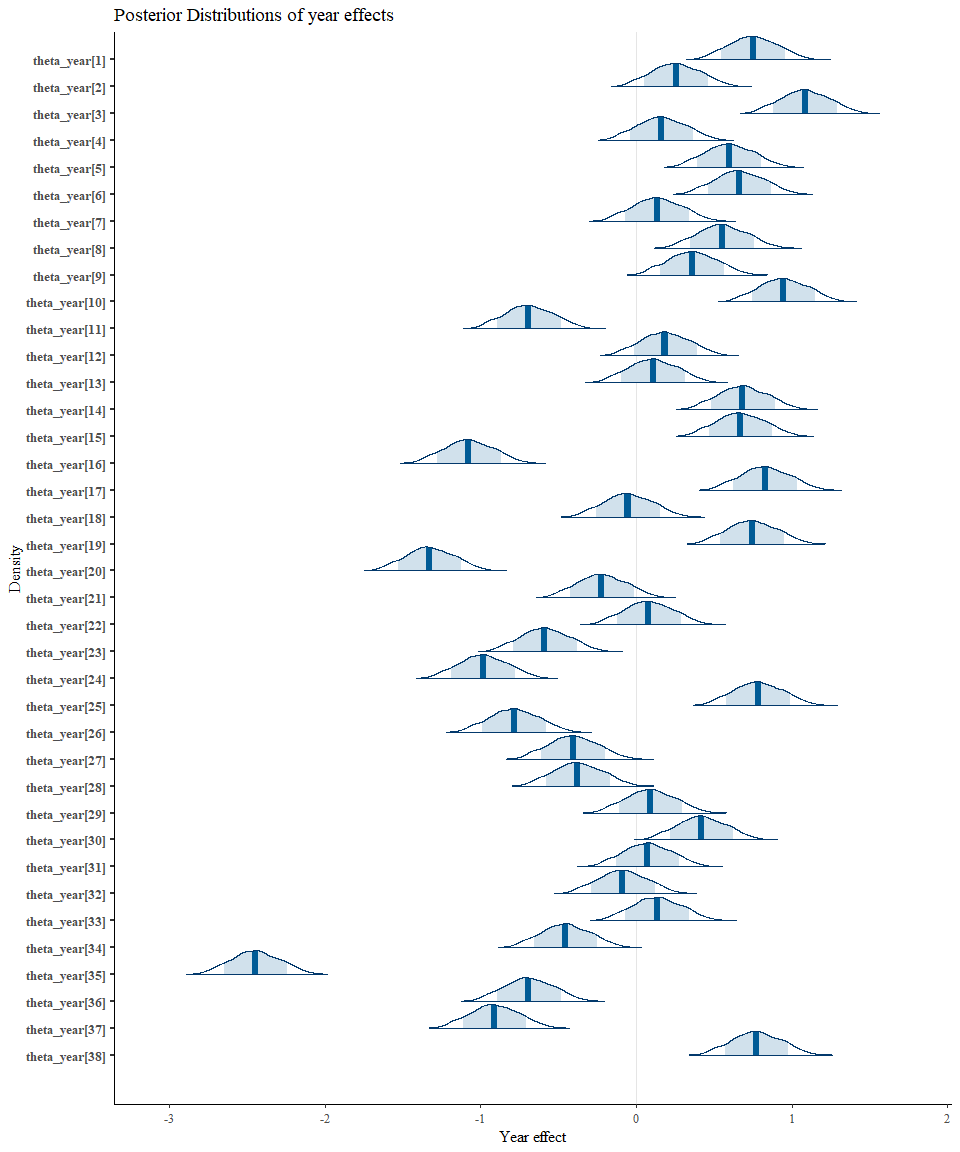 Posterior Distributions of year effects
theta_year[1]
theta_year[2]
theta_year[3]
theta_year[4]
theta_year[5]
theta_year[6]
theta_year[7]
theta_year[8]
theta_year[9]
theta_year[10]
theta_year[11]
theta_year[12]
theta_year[13]
theta_year[14]
theta_year[15]
theta_year[16]
theta_year[17]
theta_year[18]
theta_year[19]
theta_year[20]
theta_year[21]
theta_year[22]
theta_year[23]
theta_year[24]
theta_year[25]
theta_year[26]
theta_year[27]
theta_year[28]
theta_year[29]
theta_year[30]
theta_year[31]
theta_year[32]
theta_year[33]
theta_year[34]
theta_year[35]
theta_year[36]
theta_year[37]
theta_year[38]
Density
-3 -2 -1 0 1 2
Year effect